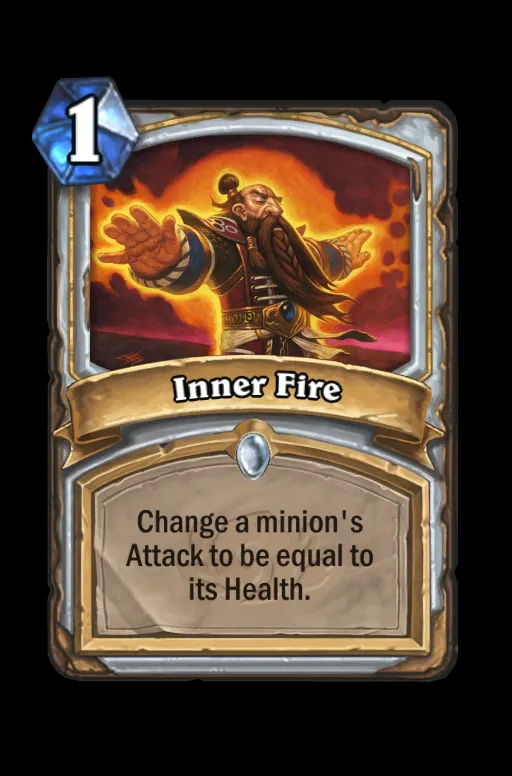 1
Inner Fire
Change a minion's
Attack to be equal to
its Health.